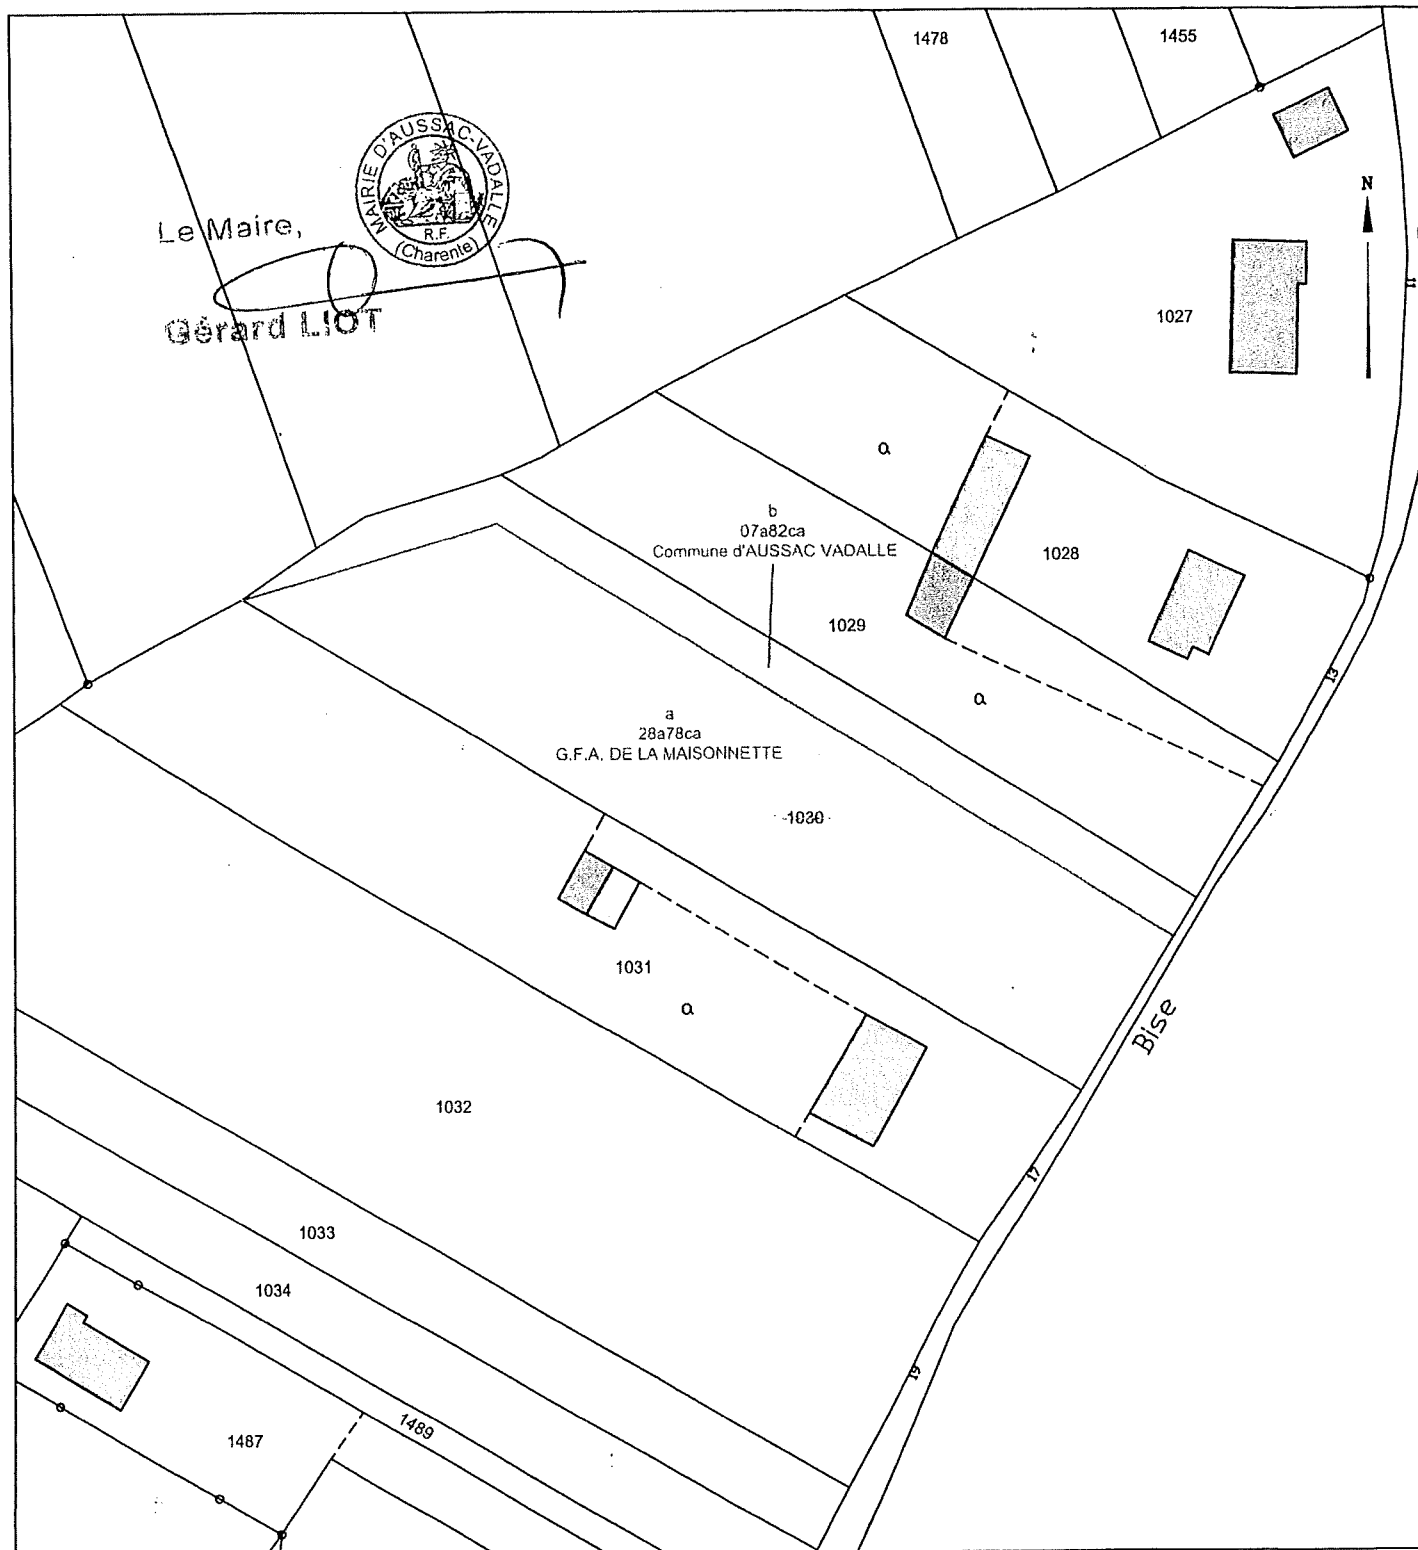 1478
1455
MAIRIE D'AUSSAC-VADALLE
R.F.
(Charente)
Le Maire,
Gérard LIOT
N
11
1027
a
b
07a82ca
Commune d'AUSSAC VADALLE
1028
1029
13
a
a
28a78ca
G.F.A. DE LA MAISONNETTE
1030
1031
a
Bise
1032
17
1033
1034
19
1489
1487